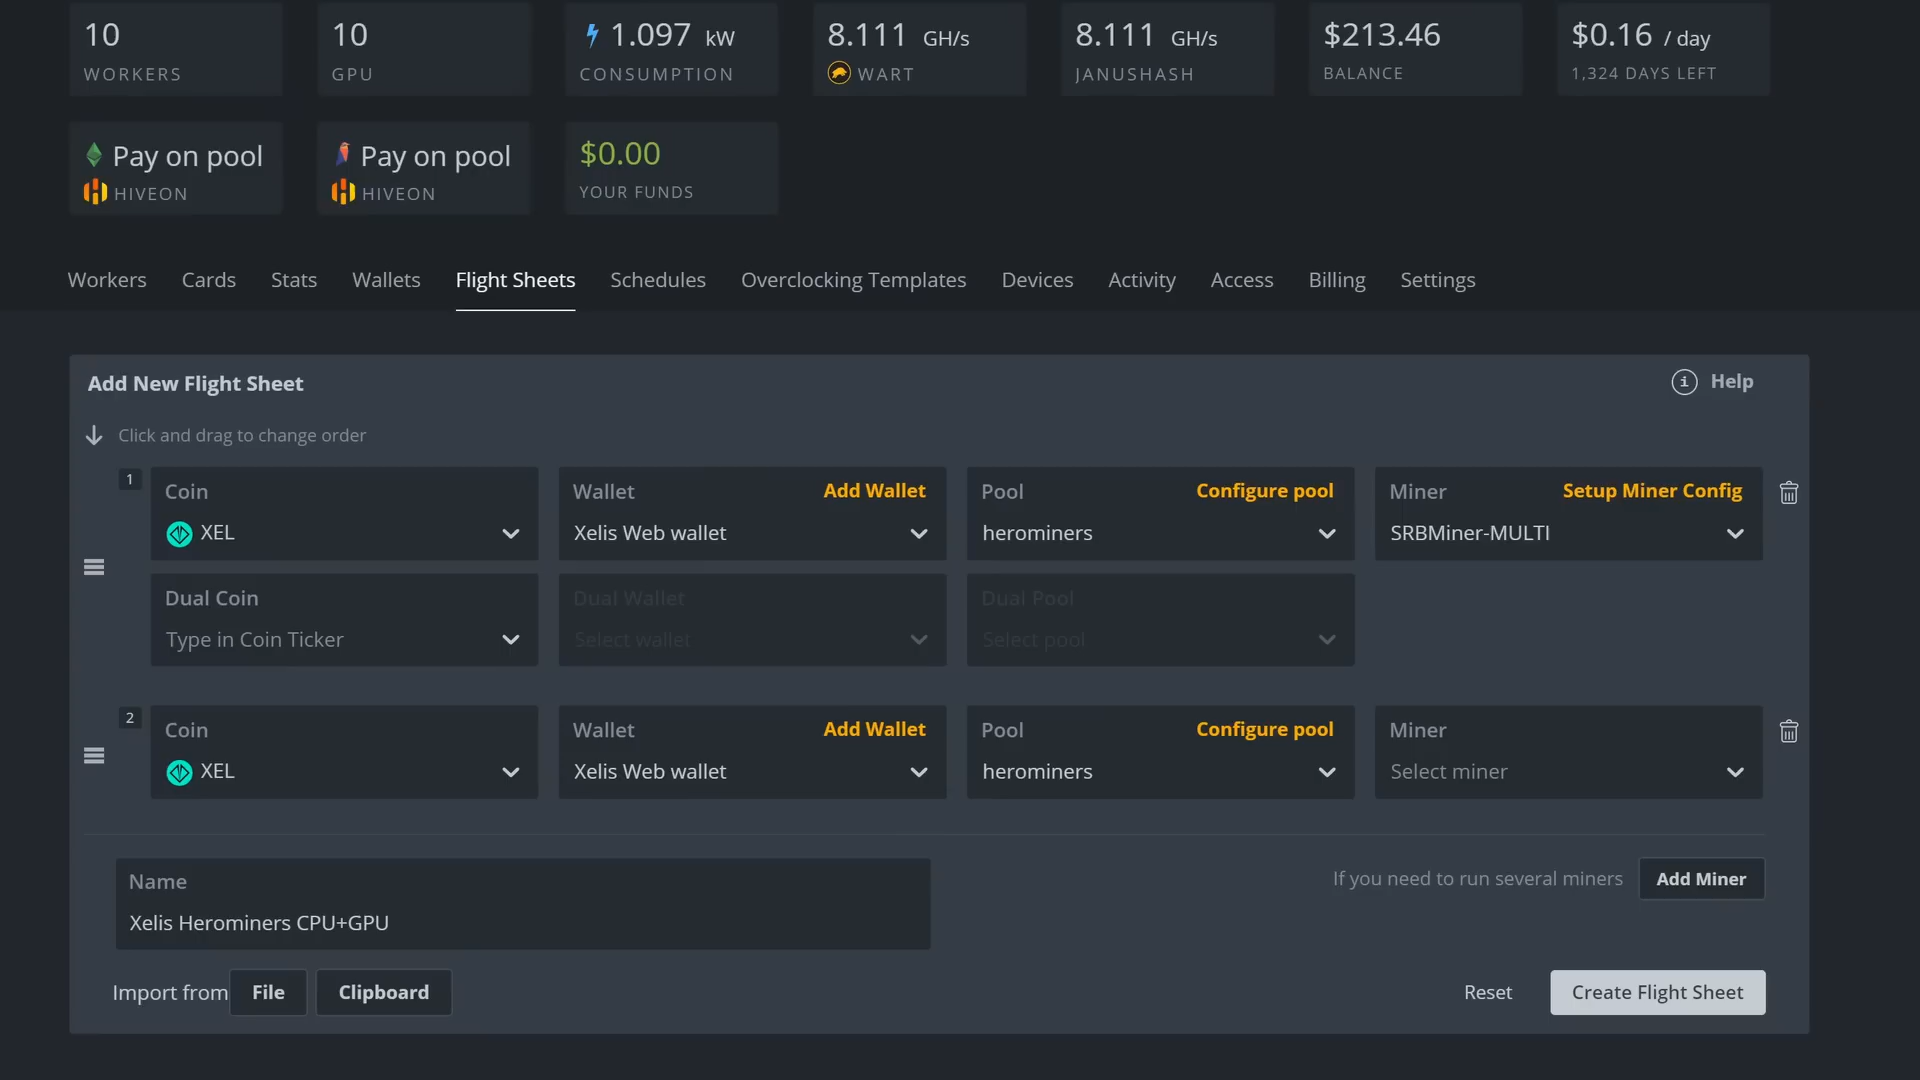 10
WORKERS
10
GPU
1.097 kW
CONSUMPTION
8.111 GH/s
WART
8.111 GH/s
JANUSHASH
$213.46
BALANCE
$0.16 / day
1,324 DAYS LEFT
Pay on pool
HIVEON
Pay on pool
HIVEON
$0.00
YOUR FUNDS
Workers Cards Stats Wallets Flight Sheets Schedules Overclocking Templates Devices Activity Access Billing Settings
Add New Flight Sheet
Help
Click and drag to change order
1
Coin
XEL
Wallet Add Wallet
Xelis Web wallet
Pool Configure pool
herominers
Miner Setup Miner Config
SRBMiner-MULTI
Dual Coin
Type in Coin Ticker
Dual Wallet
Select wallet
Dual Pool
Select pool
2
Coin
XEL
Wallet Add Wallet
Xelis Web wallet
Pool Configure pool
herominers
Miner
Select miner
Name
Xelis Herominers CPU+GPU
If you need to run several miners Add Miner
Import from File Clipboard
Reset Create Flight Sheet